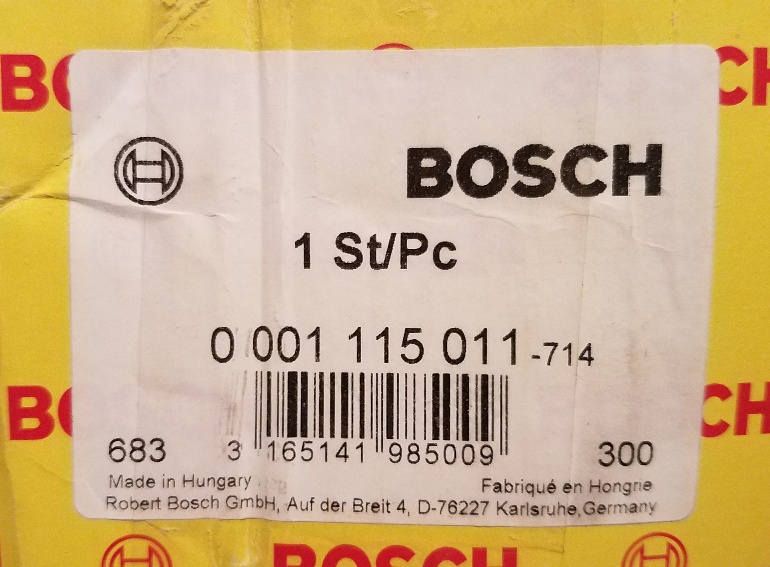 BOSCH
1 St/Pc
0 001 115 011-714
683 3 165141 985009 300
Made in Hungary Fabriqué en Hongrie
Robert Bosch GmbH, Auf der Breit 4, D-76227 Karlsruhe,Germany
BOSCH